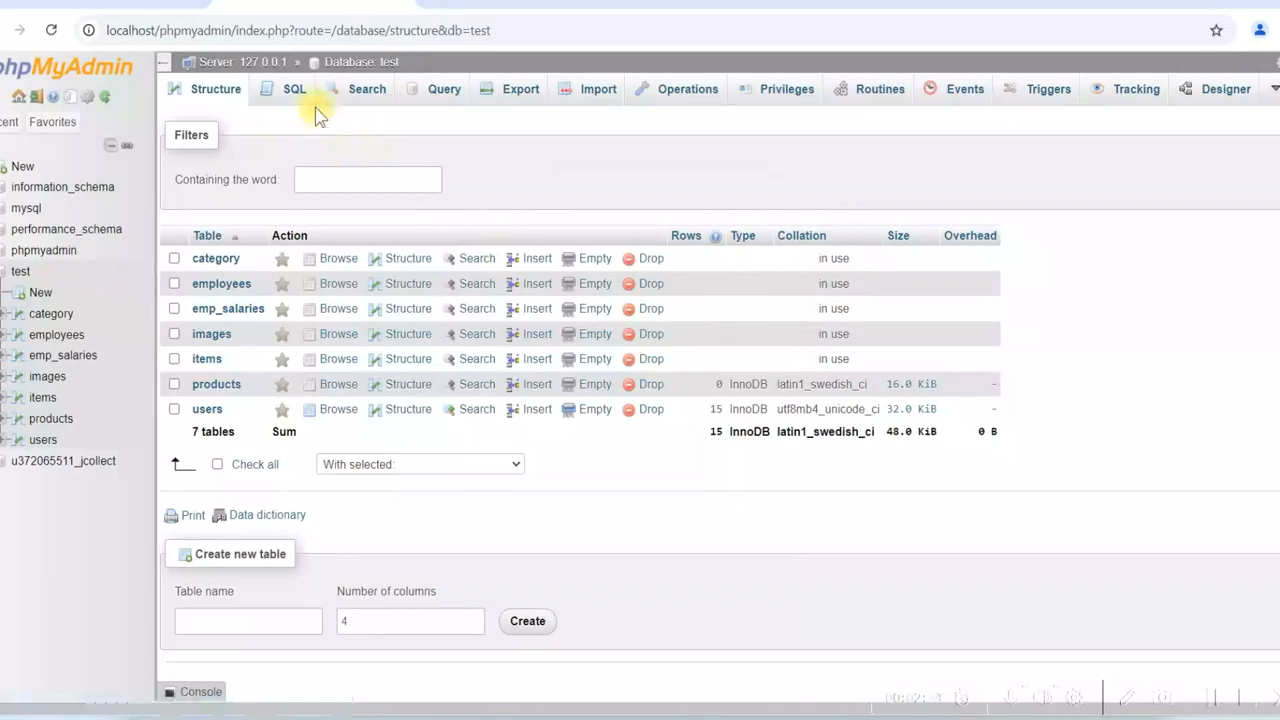 localhost/phpmyadmin/index.php?route=/database/structure&db=test
phpMyAdmin
Server: 127.0.0.1 » Database: test
Structure SQL Search Query Export Import Operations Privileges Routines Events Triggers Tracking Designer
Favorites
Filters
Containing the word:
New
information_schema
mysql
performance_schema
phpmyadmin
test
New
category
employees
emp_salaries
images
items
products
users
u372065511_jcollect
Table Action Rows Type Collation Size Overhead
category Browse Structure Search Insert Empty Drop in use
employees Browse Structure Search Insert Empty Drop in use
emp_salaries Browse Structure Search Insert Empty Drop in use
images Browse Structure Search Insert Empty Drop in use
items Browse Structure Search Insert Empty Drop in use
products Browse Structure Search Insert Empty Drop 0 InnoDB latin1_swedish_ci 16.0 KiB -
users Browse Structure Search Insert Empty Drop 15 InnoDB utf8mb4_unicode_ci 32.0 KiB -
7 tables Sum 15 InnoDB latin1_swedish_ci 48.0 KiB 0 B
Check all With selected:
Print Data dictionary
Create new table
Table name Number of columns
4 Create
Console